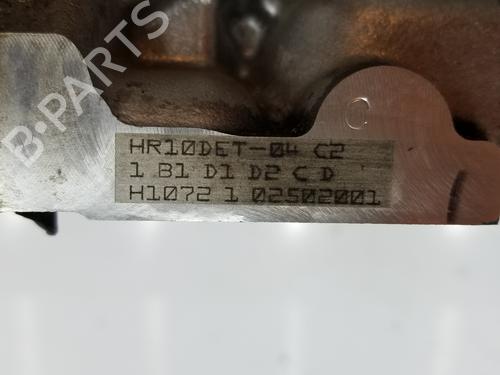 B-PARTS
C
HR10DET-04 C2
1 B1 D1 D2 C D
H1072 1 02502001